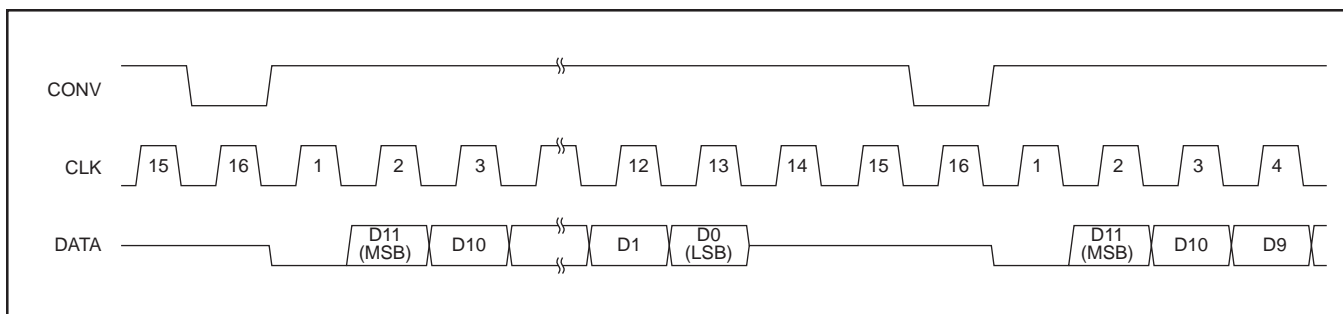 CONV
CLK 15 16 1 2 3 12 13 14 15 16 1 2 3 4
DATA D11 (MSB) D10 D1 D0 (LSB) D11 (MSB) D10 D9